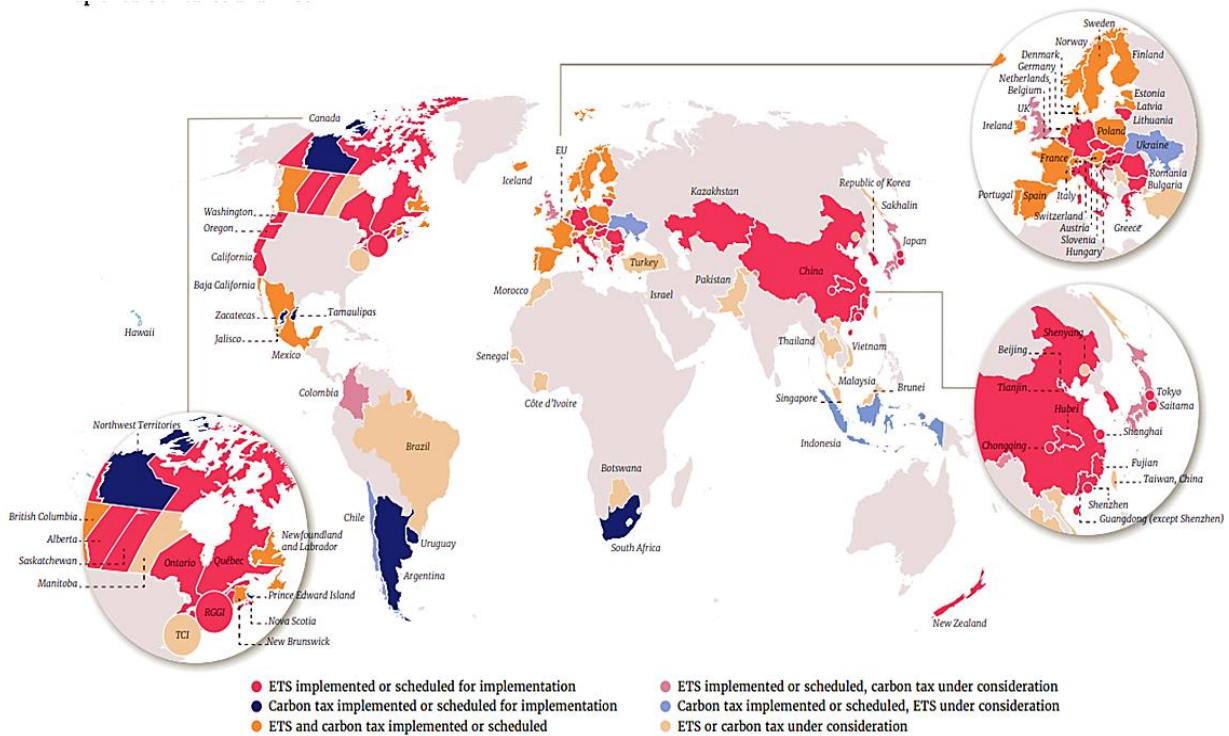 Canada
Washington
Oregon
California
Baja California
Zacatecas
Tamaulipas
Jalisco
Mexico
Hawaii
Colombia
Brazil
Chile
Uruguay
Argentina
Iceland
EU
Morocco
Senegal
Côte d'Ivoire
Turkey
Israel
Botswana
South Africa
Kazakhstan
Republic of Korea
Sakhalin
Japan
China
Pakistan
Thailand
Vietnam
Malaysia
Brunei
Singapore
Indonesia
New Zealand
Northwest Territories
British Columbia
Alberta
Saskatchewan
Manitoba
Ontario
Québec
Newfoundland
and Labrador
Prince Edward Island
Nova Scotia
New Brunswick
RGGI
TCI
Sweden
Norway
Denmark
Germany
Netherlands
Belgium
UK
Ireland
Finland
Estonia
Latvia
Lithuania
Poland
Ukraine
France
Romania
Bulgaria
Portugal
Spain
Italy
Switzerland
Austria
Slovenia
Hungary
Greece
Shenyang
Beijing
Tianjin
Hubei
Chongqing
Tokyo
Saitama
Shanghai
Fujian
Taiwan, China
Shenzhen
Guangdong (except Shenzhen)
ETS implemented or scheduled for implementation
Carbon tax implemented or scheduled for implementation
ETS and carbon tax implemented or scheduled
ETS implemented or scheduled, carbon tax under consideration
Carbon tax implemented or scheduled, ETS under consideration
ETS or carbon tax under consideration